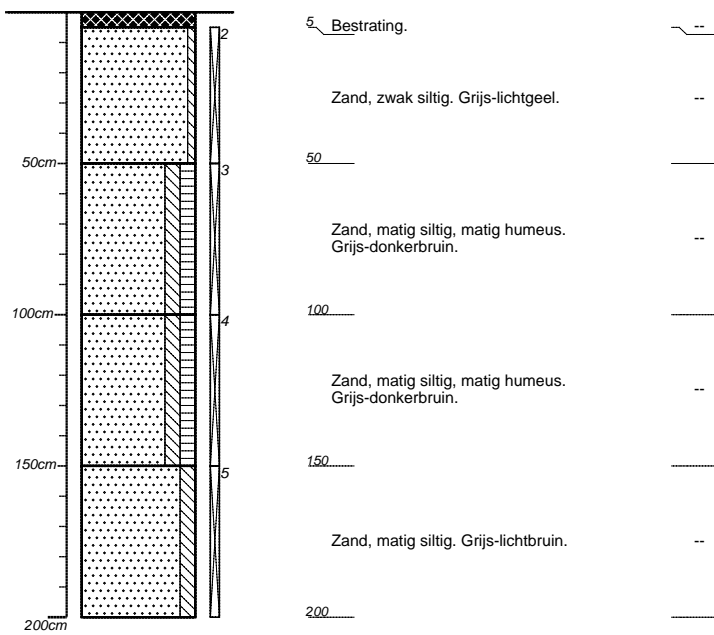 2
5 Bestrating. --
Zand, zwak siltig. Grijs-lichtgeel. --
50cm 3 50
Zand, matig siltig, matig humeus.
Grijs-donkerbruin. --
100cm 4 100
Zand, matig siltig, matig humeus.
Grijs-donkerbruin. --
150cm 5 150
Zand, matig siltig. Grijs-lichtbruin. --
200cm 200